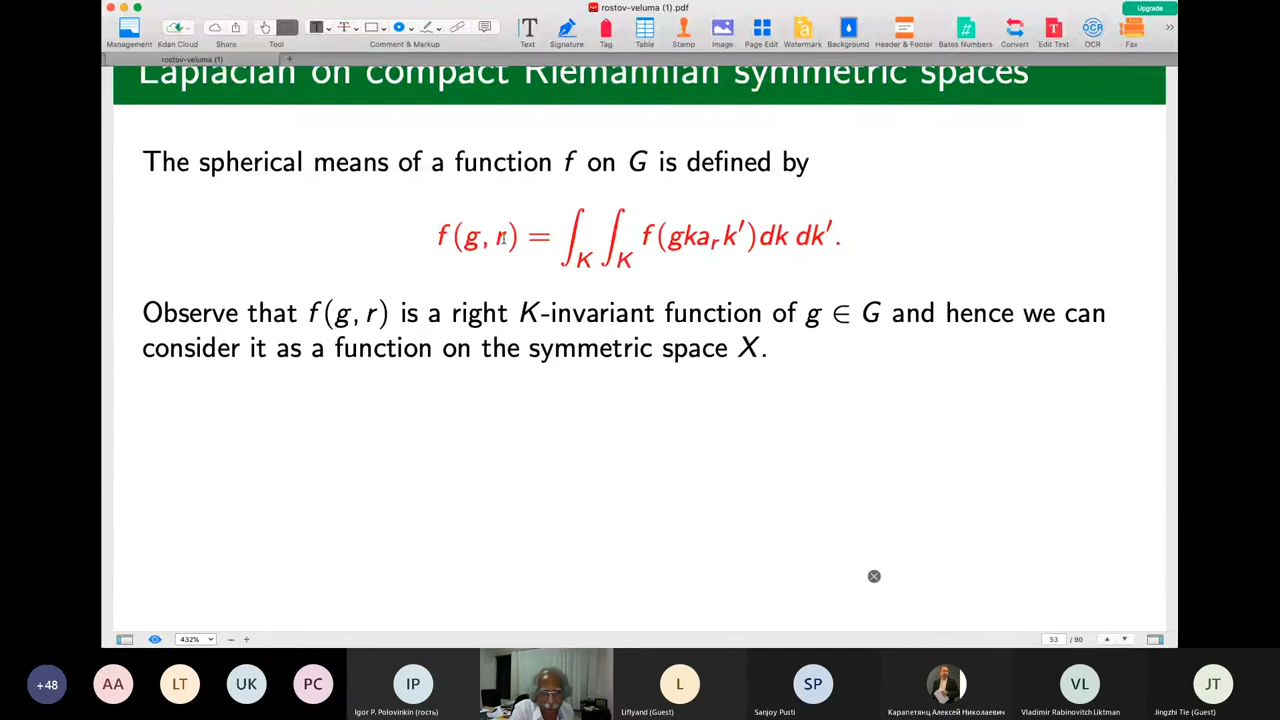 rostov-veluma (1).pdf
Upgrade
Management Kdan Cloud Share Tool Comment & Markup Text Signature Tag Table Stamp Image Page Edit Watermark Background Header & Footer Bates Numbers Convert Edit Text OCR Fax
rostov-veluma (1)
Laplacian on compact Riemannian symmetric spaces
The spherical means of a function f on G is defined by
f(g, r) = ∫_K ∫_K f(gka_r k′)dk dk′.
Observe that f(g, r) is a right K-invariant function of g ∈ G and hence we can
consider it as a function on the symmetric space X.
432% 53 / 90
+48 AA LT UK PC IP L SP VL JT
Igor P. Polovinkin (гость) Liflyand (Guest) Sanjoy Pusti Карапетянц Алексей Николаевич Vladimir Rabinovitch Liktman Jingzhi Tie (Guest)